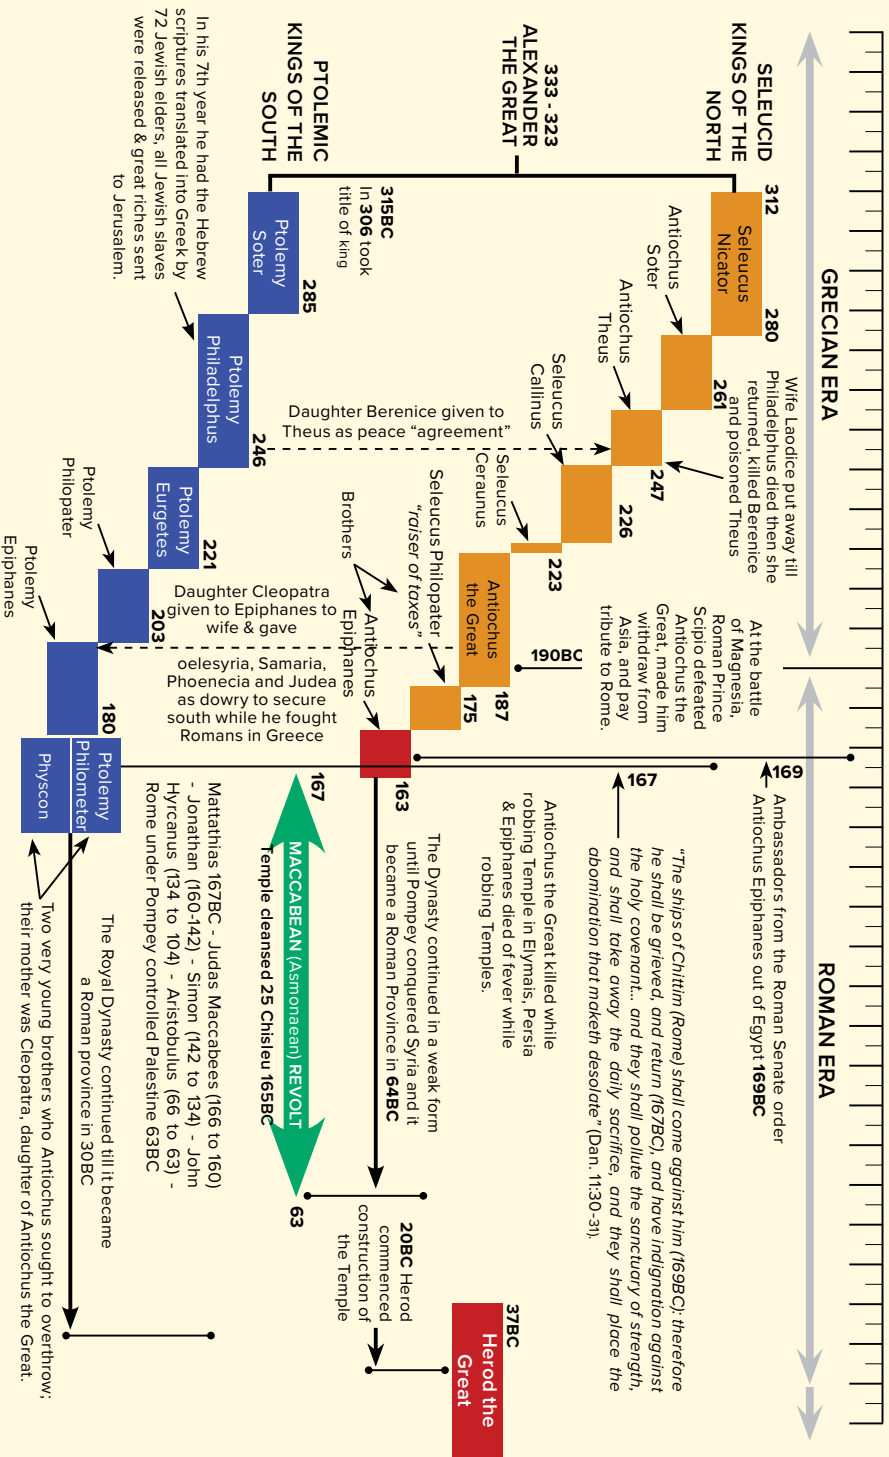 GRECIAN ERA
ROMAN ERA
SELEUCID
KINGS OF THE
NORTH
333 - 323
ALEXANDER
THE GREAT
PTOLEMIC
KINGS OF THE
SOUTH
312
Seleucus
Nicator
280
Antiochus
Soter
261
Antiochus
Theus
247
Wife Laodice put away till
Philadelphus died then she
returned, killed Berenice
and poisoned Theus
Seleucus
Callinus
226
Seleucus
Ceraunus
223
Antiochus
the Great
187
190BC
At the battle
of Magnesia,
Roman Prince
Scipio defeated
Antiochus the
Great, made him
withdraw from
Asia, and pay
tribute to Rome.
Seleucus Philopater
“raiser of taxes”
175
Brothers
Antiochus
Epiphanes
163
169
Ambassadors from the Roman Senate order
Antiochus Epiphanes out of Egypt 169BC
167
“The ships of Chittim (Rome) shall come against him (169BC): therefore
he shall be grieved, and return (167BC), and have indignation against
the holy covenant... and they shall pollute the sanctuary of strength,
and shall take away the daily sacrifice, and they shall place the
abomination that maketh desolate” (Dan. 11:30-31).
Antiochus the Great killed while
robbing Temple in Elymais, Persia
& Epiphanes died of fever while
robbing Temples.
The Dynasty continued in a weak form
until Pompey conquered Syria and it
became a Roman Province in 64BC
37BC
Herod the
Great
20BC Herod
commenced
construction of
the Temple
315BC
In 306 took
title of king
Ptolemy
Soter
285
In his 7th year he had the Hebrew
scriptures translated into Greek by
72 Jewish elders, all Jewish slaves
were released & great riches sent
to Jerusalem.
Ptolemy
Philadelphus
246
Daughter Berenice given to
Theus as peace “agreement”
Ptolemy
Eurgetes
221
Ptolemy
Philopater
203
Daughter Cleopatra
given to Epiphanes to
wife & gave
oelesyria, Samaria,
Phoenecia and Judea
as dowry to secure
south while he fought
Romans in Greece
Ptolemy
Epiphanes
180
Ptolemy
Philometer
Physcon
167
MACCABEAN (Asmonaean) REVOLT
63
Temple cleansed 25 Chisleu 165BC
Mattathias 167BC - Judas Maccabees (166 to 160)
- Jonathan (160-142) - Simon (142 to 134) - John
Hyrcanus (134 to 104) - Aristobulus (66 to 63) -
Rome under Pompey controlled Palestine 63BC
The Royal Dynasty continued till it became
a Roman province in 30BC
Two very young brothers who Antiochus sought to overthrow;
their mother was Cleopatra, daughter of Antiochus the Great.